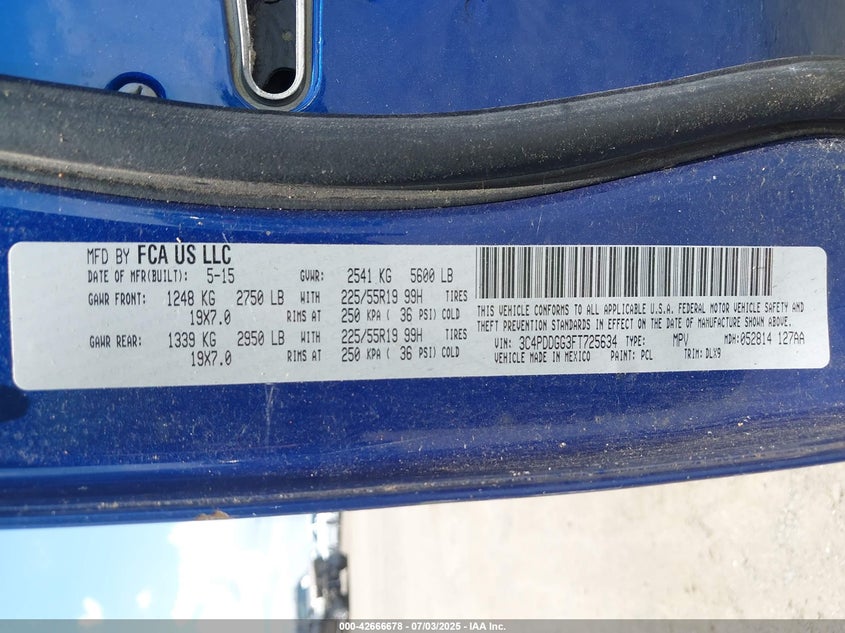 MFD BY FCA US LLC
DATE OF MFR(BUILT): 5-15 GVWR: 2541 KG 5600 LB
GAWR FRONT: 1248 KG 2750 LB WITH 225/55R19 99H TIRES
19X7.0 RIMS AT 250 KPA ( 36 PSI) COLD
GAWR REAR: 1339 KG 2950 LB WITH 225/55R19 99H TIRES
19X7.0 RIMS AT 250 KPA ( 36 PSI) COLD
THIS VEHICLE CONFORMS TO ALL APPLICABLE U.S.A. FEDERAL MOTOR VEHICLE SAFETY AND
THEFT PREVENTION STANDARDS IN EFFECT ON THE DATE OF MANUFACTURE SHOWN ABOVE.
VIN: 3C4PDDGG3FT725634 TYPE: MPV MDH: 052814 127AA
VEHICLE MADE IN MEXICO PAINT: PCL TRIM: DLX9
000-42666678 - 07/03/2025 - IAA Inc.